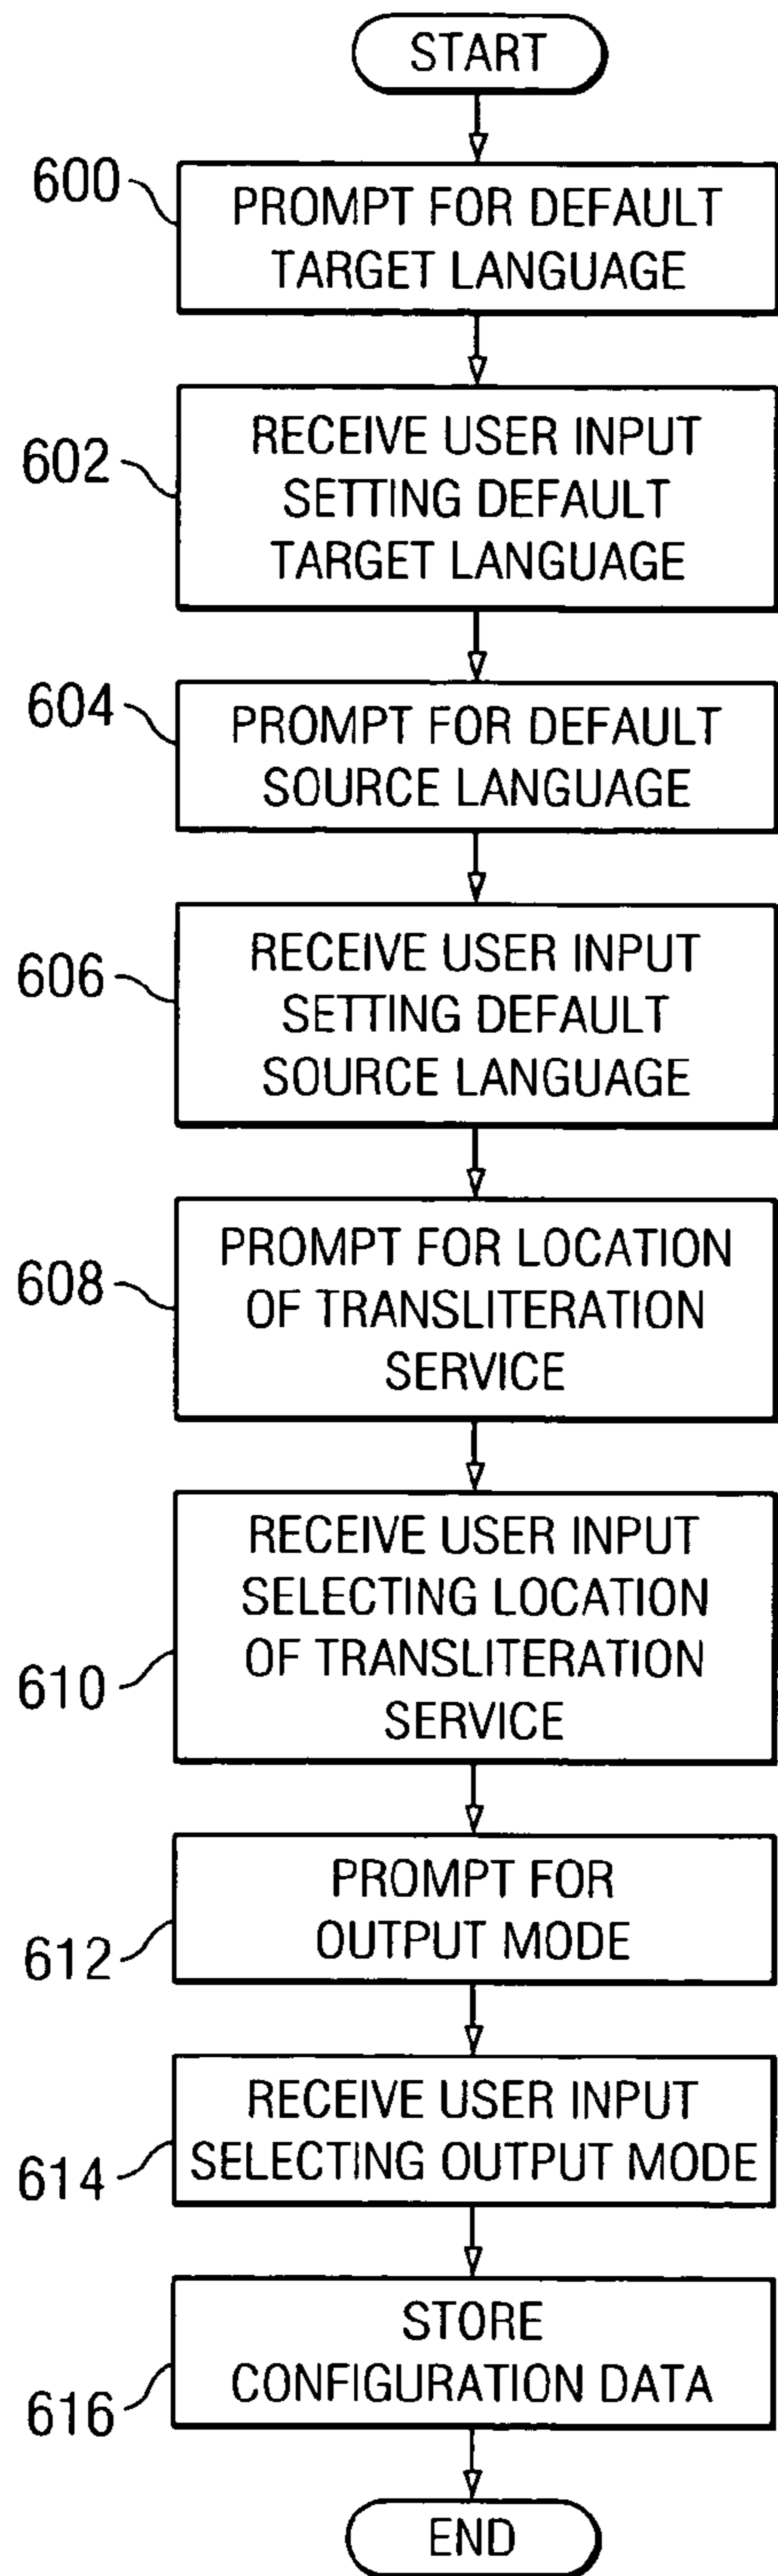 START
600
PROMPT FOR DEFAULT
TARGET LANGUAGE
602
RECEIVE USER INPUT
SETTING DEFAULT
TARGET LANGUAGE
604
PROMPT FOR DEFAULT
SOURCE LANGUAGE
606
RECEIVE USER INPUT
SETTING DEFAULT
SOURCE LANGUAGE
608
PROMPT FOR LOCATION
OF TRANSLITERATION
SERVICE
610
RECEIVE USER INPUT
SELECTING LOCATION
OF TRANSLITERATION
SERVICE
612
PROMPT FOR
OUTPUT MODE
614
RECEIVE USER INPUT
SELECTING OUTPUT MODE
616
STORE
CONFIGURATION DATA
END